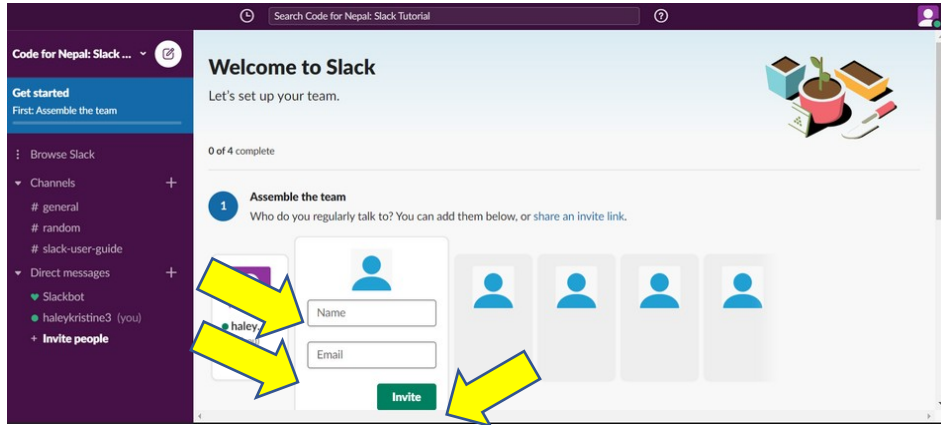 Search Code for Nepal: Slack Tutorial
Code for Nepal: Slack ...
Get started
First: Assemble the team
Browse Slack
Channels
# general
# random
# slack-user-guide
Direct messages
Slackbot
haleykristine3 (you)
+ Invite people
Welcome to Slack
Let's set up your team.
0 of 4 complete
1
Assemble the team
Who do you regularly talk to? You can add them below, or share an invite link.
haley.
Name
Email
Invite